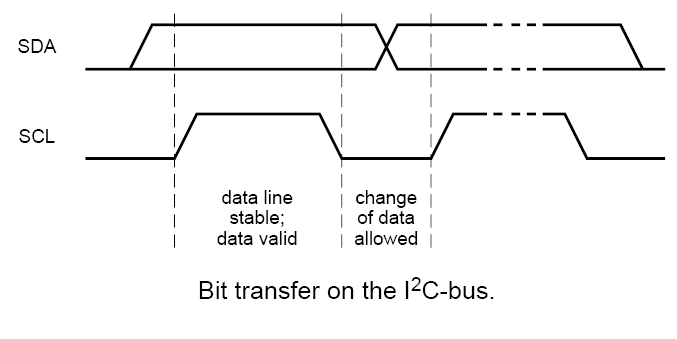 SDA
SCL
data line
stable;
data valid
change
of data
allowed
Bit transfer on the I²C-bus.